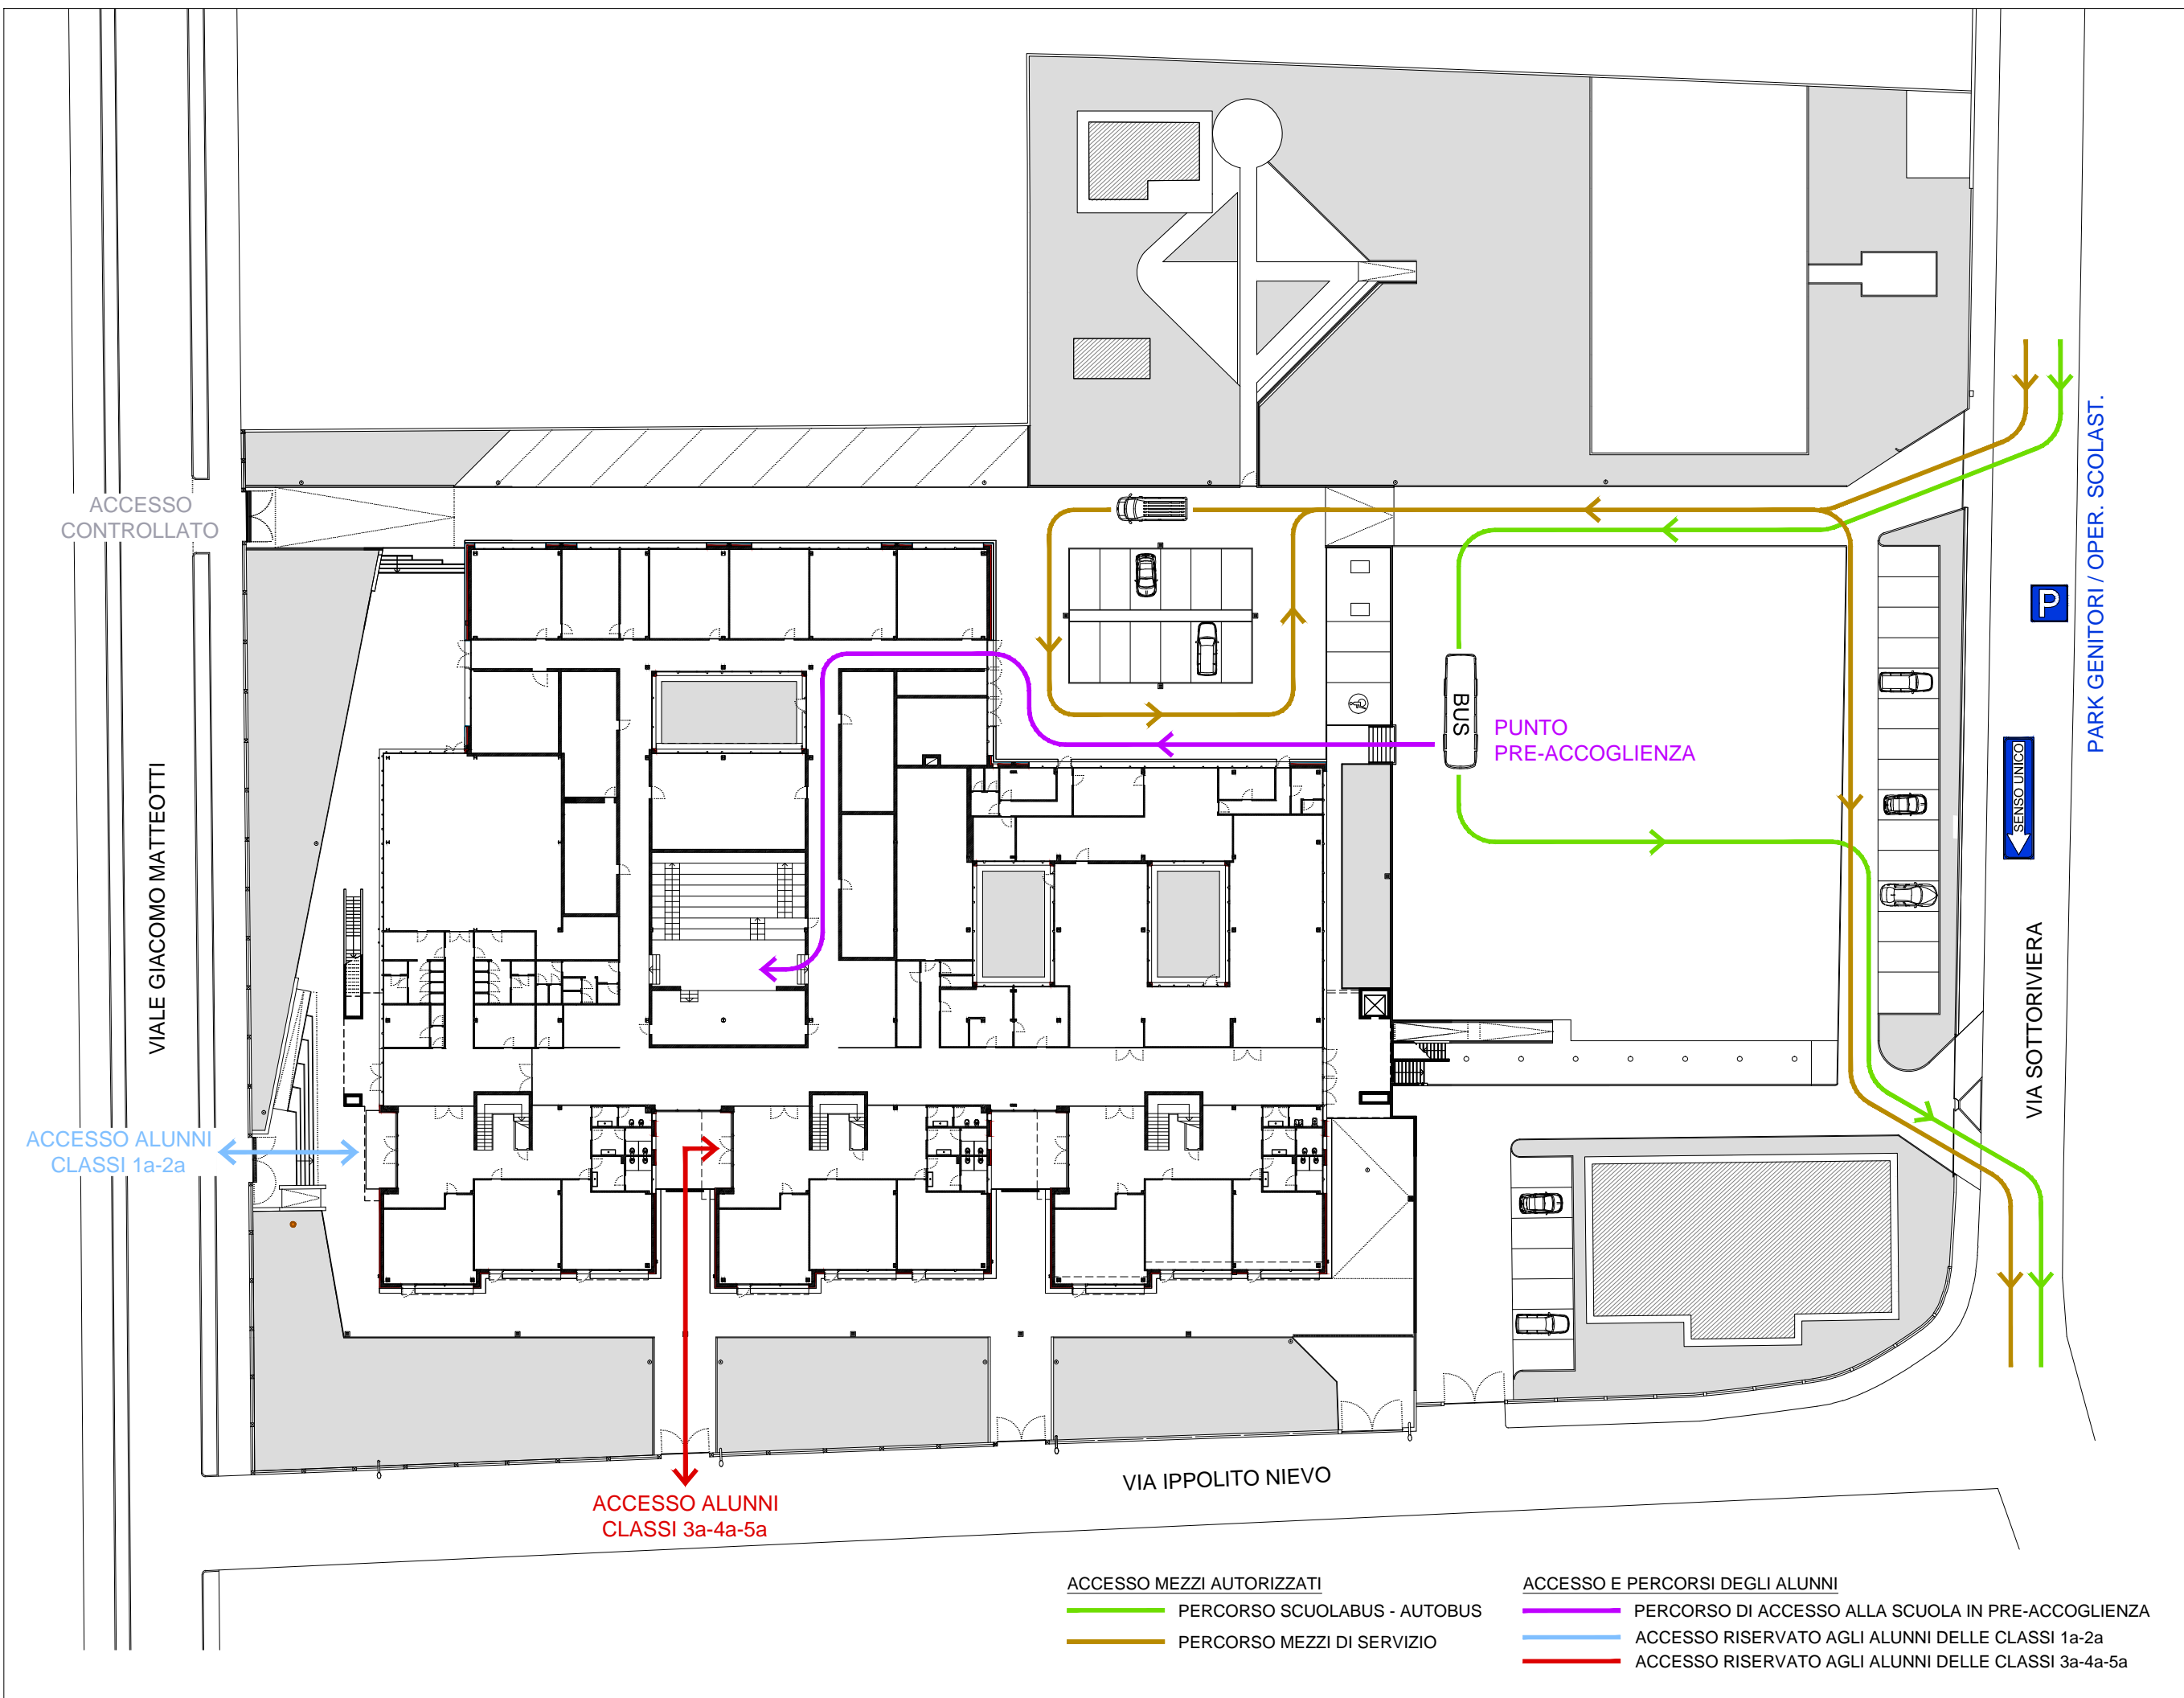 ACCESSO
CONTROLLATO
VIALE GIACOMO MATTEOTTI
ACCESSO ALUNNI
CLASSI 1a-2a
ACCESSO ALUNNI
CLASSI 3a-4a-5a
BUS
PUNTO
PRE-ACCOGLIENZA
PARK GENITORI / OPER. SCOLAST.
P
SENSO UNICO
VIA SOTTORIVIERA
VIA IPPOLITO NIEVO
ACCESSO MEZZI AUTORIZZATI
PERCORSO SCUOLABUS - AUTOBUS
PERCORSO MEZZI DI SERVIZIO
ACCESSO E PERCORSI DEGLI ALUNNI
PERCORSO DI ACCESSO ALLA SCUOLA IN PRE-ACCOGLIENZA
ACCESSO RISERVATO AGLI ALUNNI DELLE CLASSI 1a-2a
ACCESSO RISERVATO AGLI ALUNNI DELLE CLASSI 3a-4a-5a